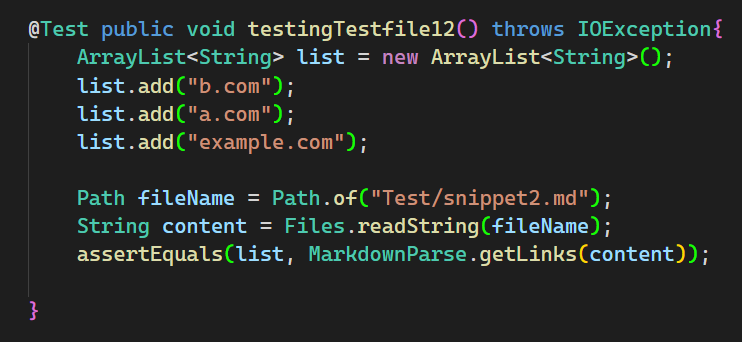 @Test public void testingTestfile12() throws IOException{
ArrayList<String> list = new ArrayList<String>();
list.add("b.com");
list.add("a.com");
list.add("example.com");
Path fileName = Path.of("Test/snippet2.md");
String content = Files.readString(fileName);
assertEquals(list, MarkdownParse.getLinks(content));
}